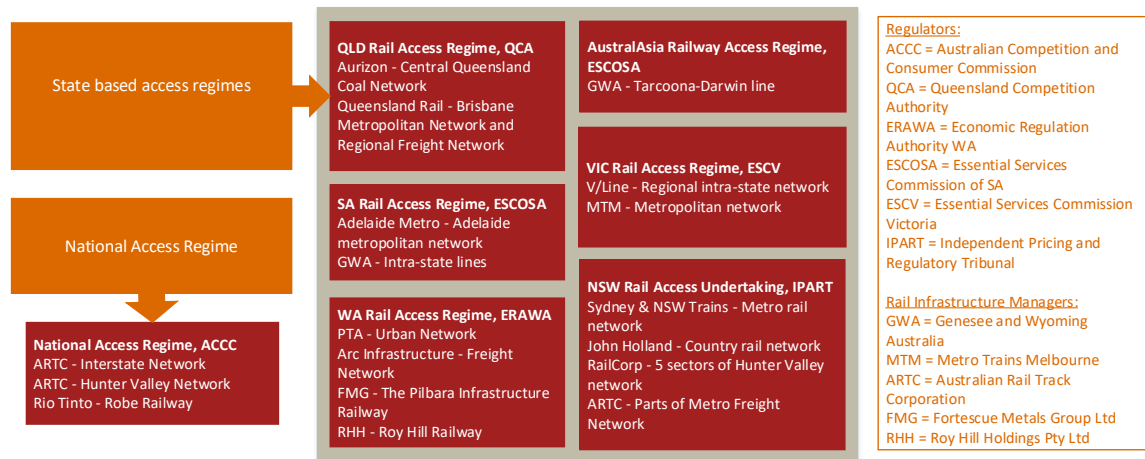 State based access regimes
National Access Regime
National Access Regime, ACCC
ARTC - Interstate Network
ARTC - Hunter Valley Network
Rio Tinto - Robe Railway
QLD Rail Access Regime, QCA
Aurizon - Central Queensland
Coal Network
Queensland Rail - Brisbane
Metropolitan Network and
Regional Freight Network
SA Rail Access Regime, ESCOSA
Adelaide Metro - Adelaide
metropolitan network
GWA - Intra-state lines
WA Rail Access Regime, ERAWA
PTA - Urban Network
Arc Infrastructure - Freight
Network
FMG - The Pilbara Infrastructure
Railway
RHH - Roy Hill Railway
AustralAsia Railway Access Regime,
ESCOSA
GWA - Tarcoona-Darwin line
VIC Rail Access Regime, ESCV
V/Line - Regional intra-state network
MTM - Metropolitan network
NSW Rail Access Undertaking, IPART
Sydney & NSW Trains - Metro rail
network
John Holland - Country rail network
RailCorp - 5 sectors of Hunter Valley
network
ARTC - Parts of Metro Freight
Network
Regulators:
ACCC = Australian Competition and
Consumer Commission
QCA = Queensland Competition
Authority
ERAWA = Economic Regulation
Authority WA
ESCOSA = Essential Services
Commission of SA
ESCV = Essential Services Commission
Victoria
IPART = Independent Pricing and
Regulatory Tribunal
Rail Infrastructure Managers:
GWA = Genesee and Wyoming
Australia
MTM = Metro Trains Melbourne
ARTC = Australian Rail Track
Corporation
FMG = Fortescue Metals Group Ltd
RHH = Roy Hill Holdings Pty Ltd